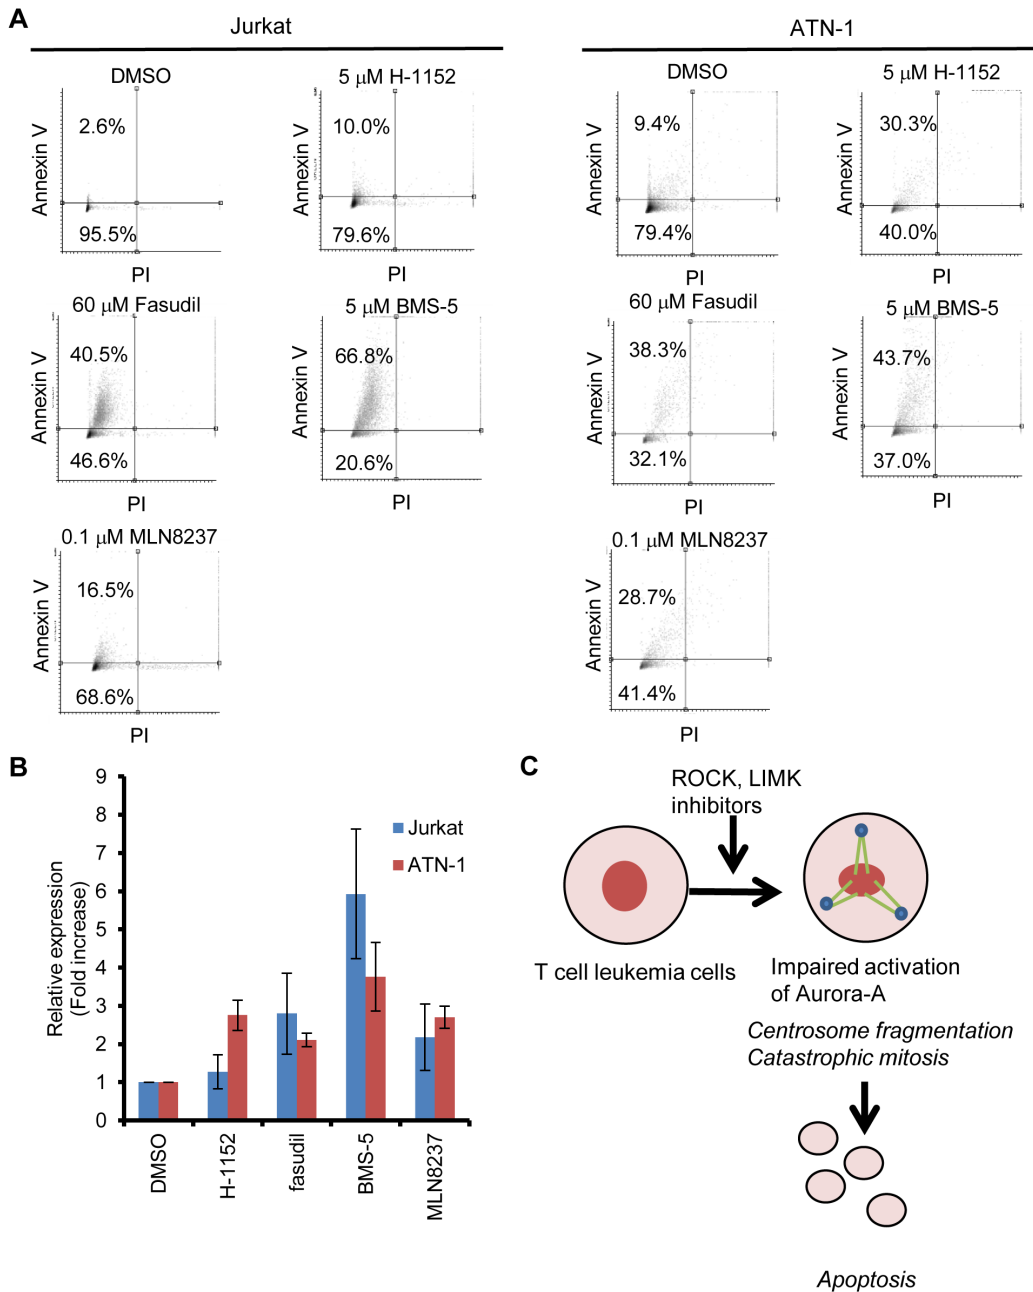 A
Jurkat
ATN-1
DMSO
5 μM H-1152
DMSO
5 μM H-1152
Annexin V
2.6%
95.5%
PI
Annexin V
10.0%
79.6%
PI
Annexin V
9.4%
79.4%
PI
Annexin V
30.3%
40.0%
PI
60 μM Fasudil
5 μM BMS-5
60 μM Fasudil
5 μM BMS-5
Annexin V
40.5%
46.6%
PI
Annexin V
66.8%
20.6%
PI
Annexin V
38.3%
32.1%
PI
Annexin V
43.7%
37.0%
PI
0.1 μM MLN8237
0.1 μM MLN8237
Annexin V
16.5%
68.6%
PI
Annexin V
28.7%
41.4%
PI
B
Relative expression
(Fold increase)
9
8
7
6
5
4
3
2
1
0
Jurkat
ATN-1
DMSO
H-1152
fasudil
BMS-5
MLN8237
C
ROCK, LIMK
inhibitors
T cell leukemia cells
Impaired activation
of Aurora-A
Centrosome fragmentation
Catastrophic mitosis
Apoptosis